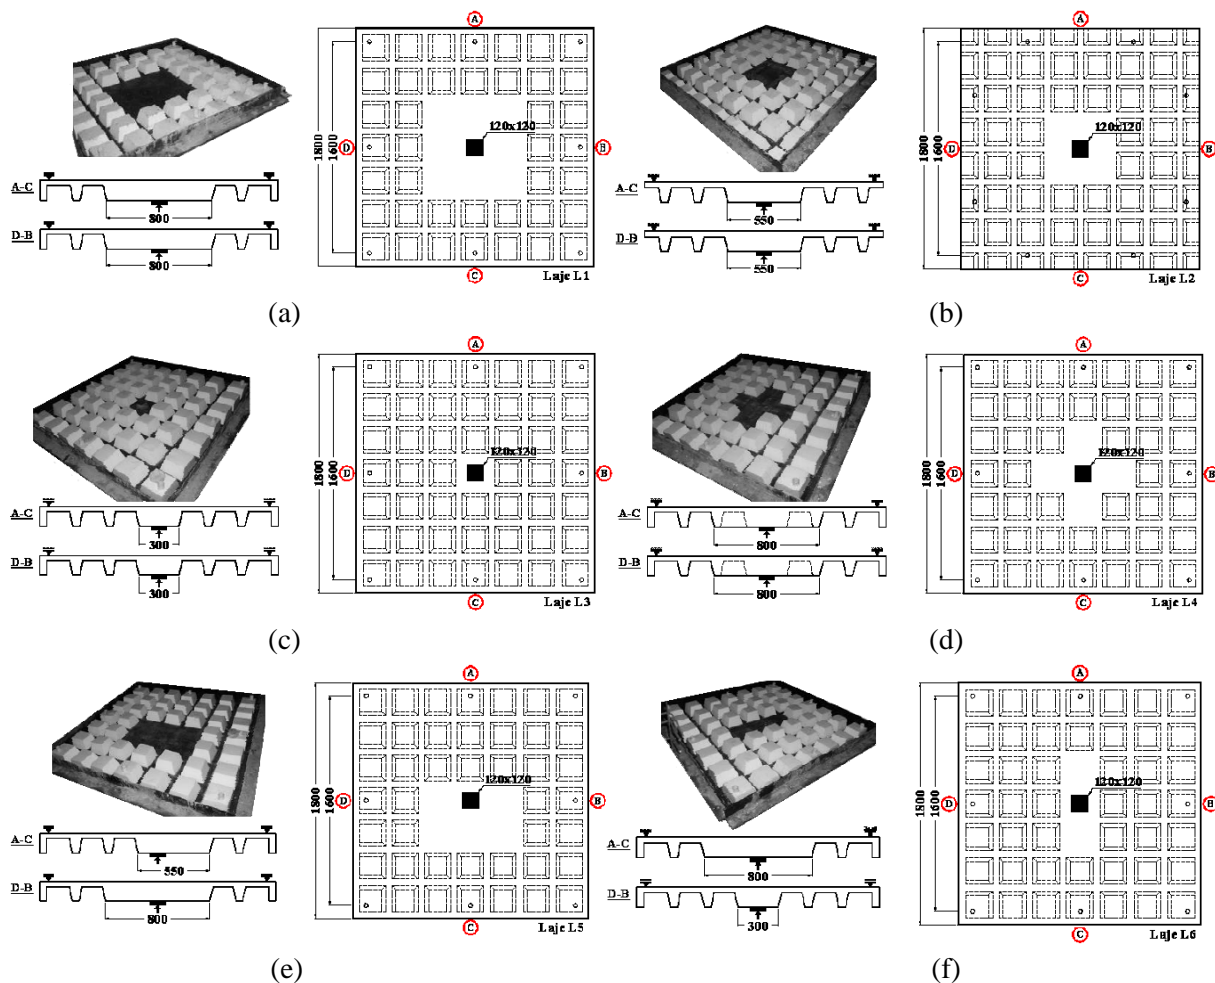 A
120x120
1800
1600
D
B
A-C
800
D-B
800
C
Laje L1
(a)
A
120x120
1800
1600
D
B
A-C
550
D-B
550
C
Laje L2
(b)
A
120x120
1800
1600
D
B
A-C
300
D-B
300
C
Laje L3
(c)
A
120x120
1800
1600
D
B
A-C
800
D-B
800
C
Laje L4
(d)
A
120x120
1800
1600
D
B
A-C
550
D-B
800
C
Laje L5
(e)
A
120x120
1800
1600
D
B
A-C
800
D-B
300
C
Laje L6
(f)